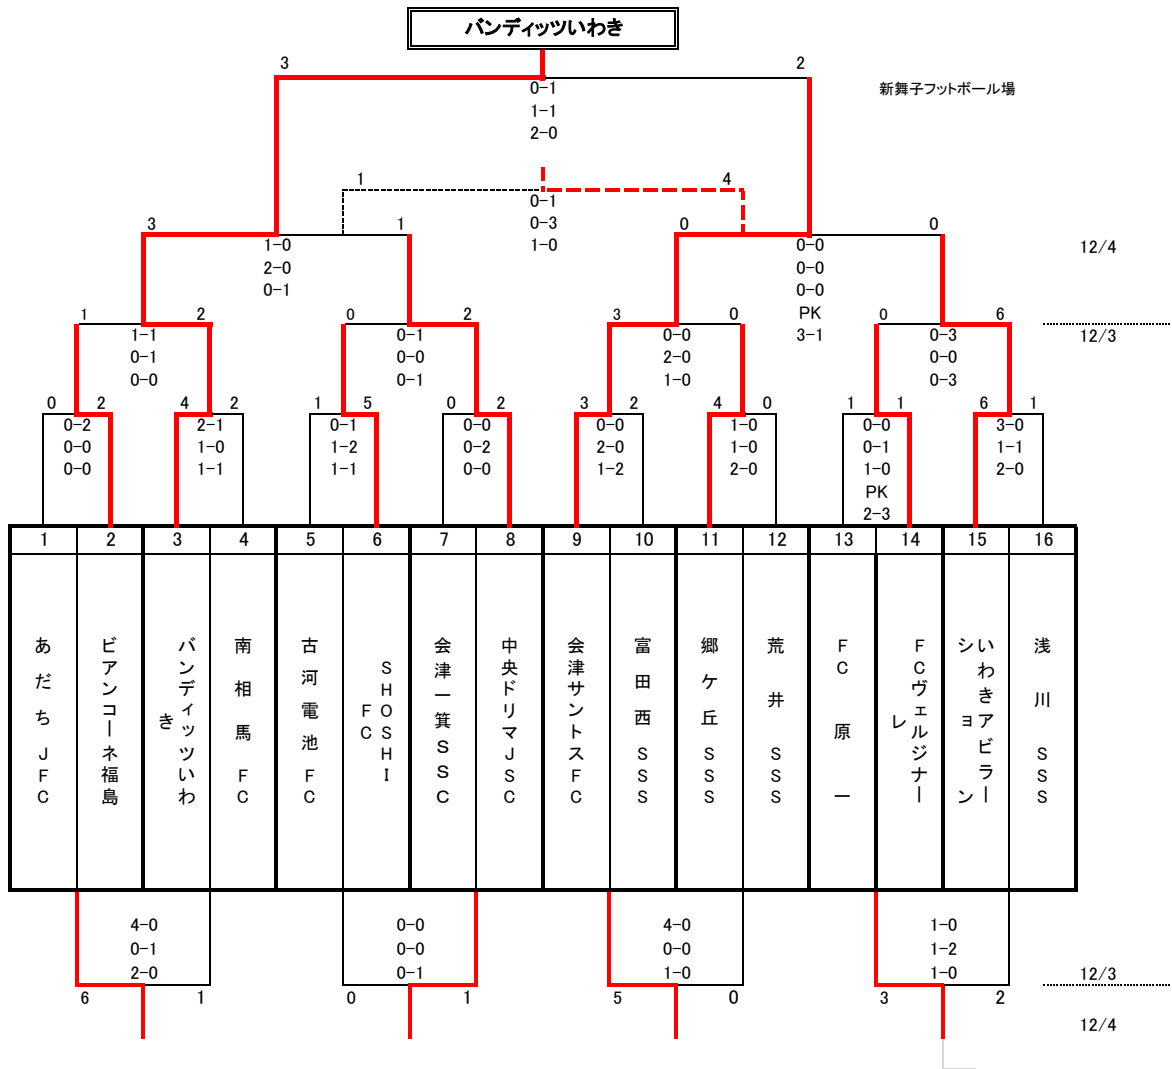 バンディッツいわき
3 2
新舞子フットボール場
0-1
1-1
2-0
1 4
0-1
0-3
1-0
3 1 0 0
1-0
2-0
0-1
0-0
0-0
0-0
PK
3-1
12/4
1 2 0 2 3 0 0 6
1-1
0-1
0-0
0-1
0-0
0-1
0-0
2-0
1-0
0-3
0-0
0-3
12/3
0 2 4 2 1 5 0 2 3 2 4 0 1 1 6 1
0-2
0-0
0-0
2-1
1-0
1-1
0-1
1-2
1-1
0-0
0-2
0-0
0-0
2-0
1-2
1-0
1-0
2-0
0-0
0-1
1-0
PK
2-3
3-0
1-1
2-0
1 2 3 4 5 6 7 8 9 10 11 12 13 14 15 16
あだちJFC
ビアンコーネ福島
バンディッツいわ
き
南相馬FC
古河電池FC
SHOSHI
FC
会津一箕SSC
中央ドリマJSC
会津サントスFC
富田西SSS
郷ケ丘SSS
荒井SSS
FC原一
FCヴェルジナー
レ
いわきアビラー
ション
浅川SSS
4-0
0-1
2-0
0-0
0-0
0-1
4-0
0-0
1-0
1-0
1-2
1-0
12/3
6 1 0 1 5 0 3 2
12/4